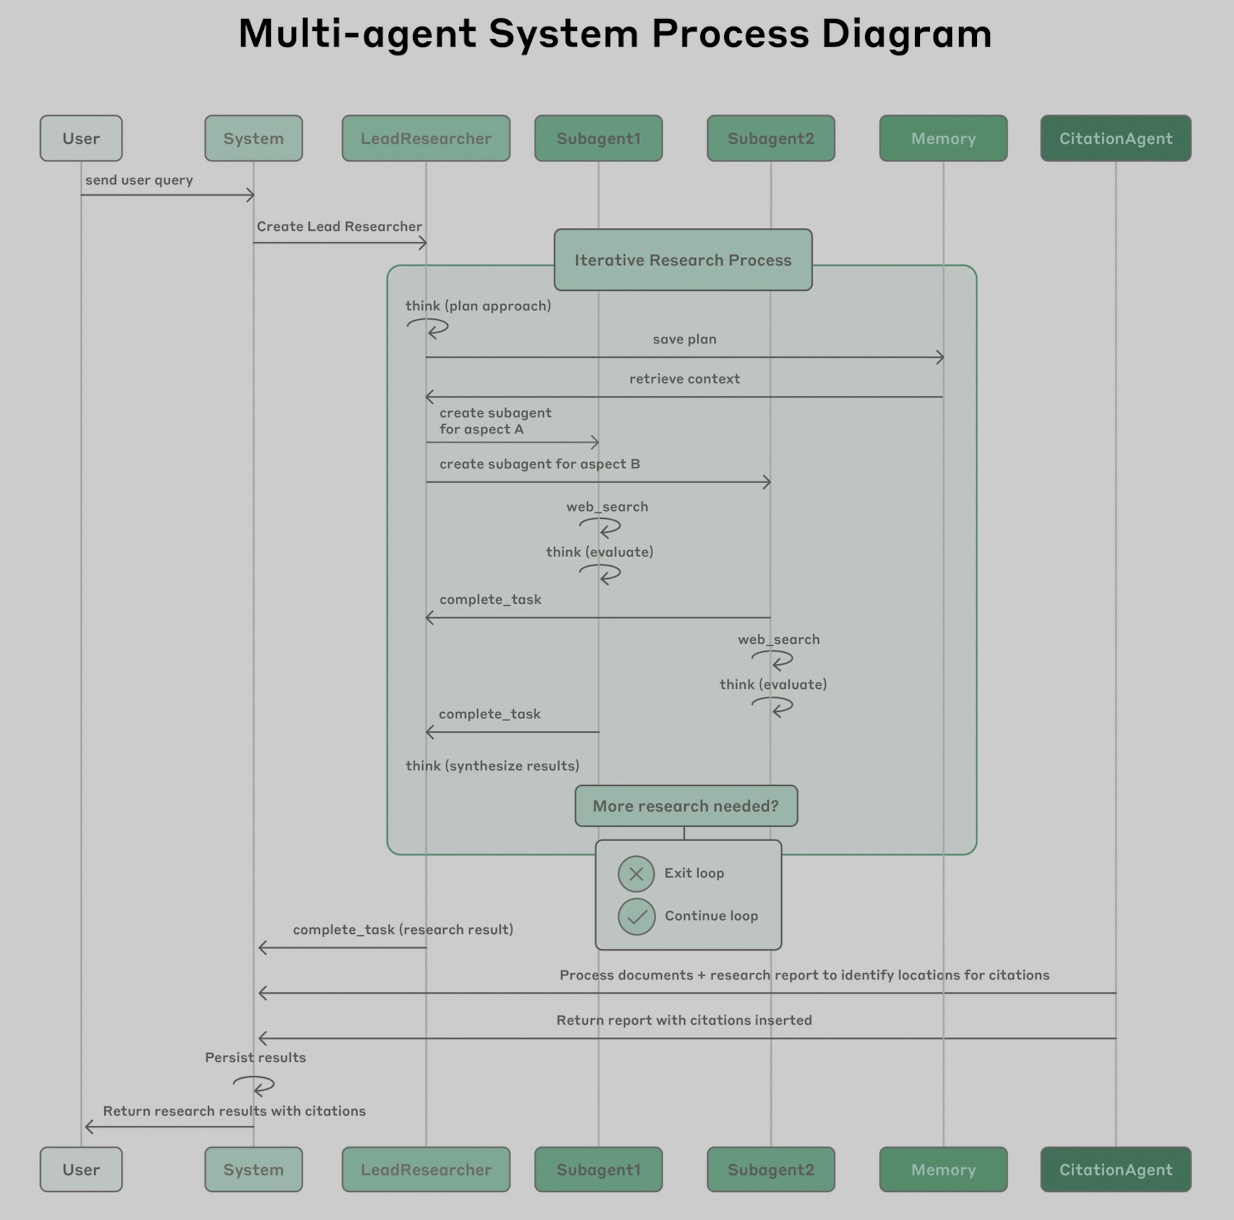 Multi-agent System Process Diagram
User
System
LeadResearcher
Subagent1
Subagent2
Memory
CitationAgent
send user query
Create Lead Researcher
Iterative Research Process
think (plan approach)
save plan
retrieve context
create subagent
for aspect A
create subagent for aspect B
web_search
think (evaluate)
complete_task
web_search
think (evaluate)
complete_task
think (synthesize results)
More research needed?
Exit loop
Continue loop
complete_task (research result)
Process documents + research report to identify locations for citations
Return report with citations inserted
Persist results
Return research results with citations
User
System
LeadResearcher
Subagent1
Subagent2
Memory
CitationAgent